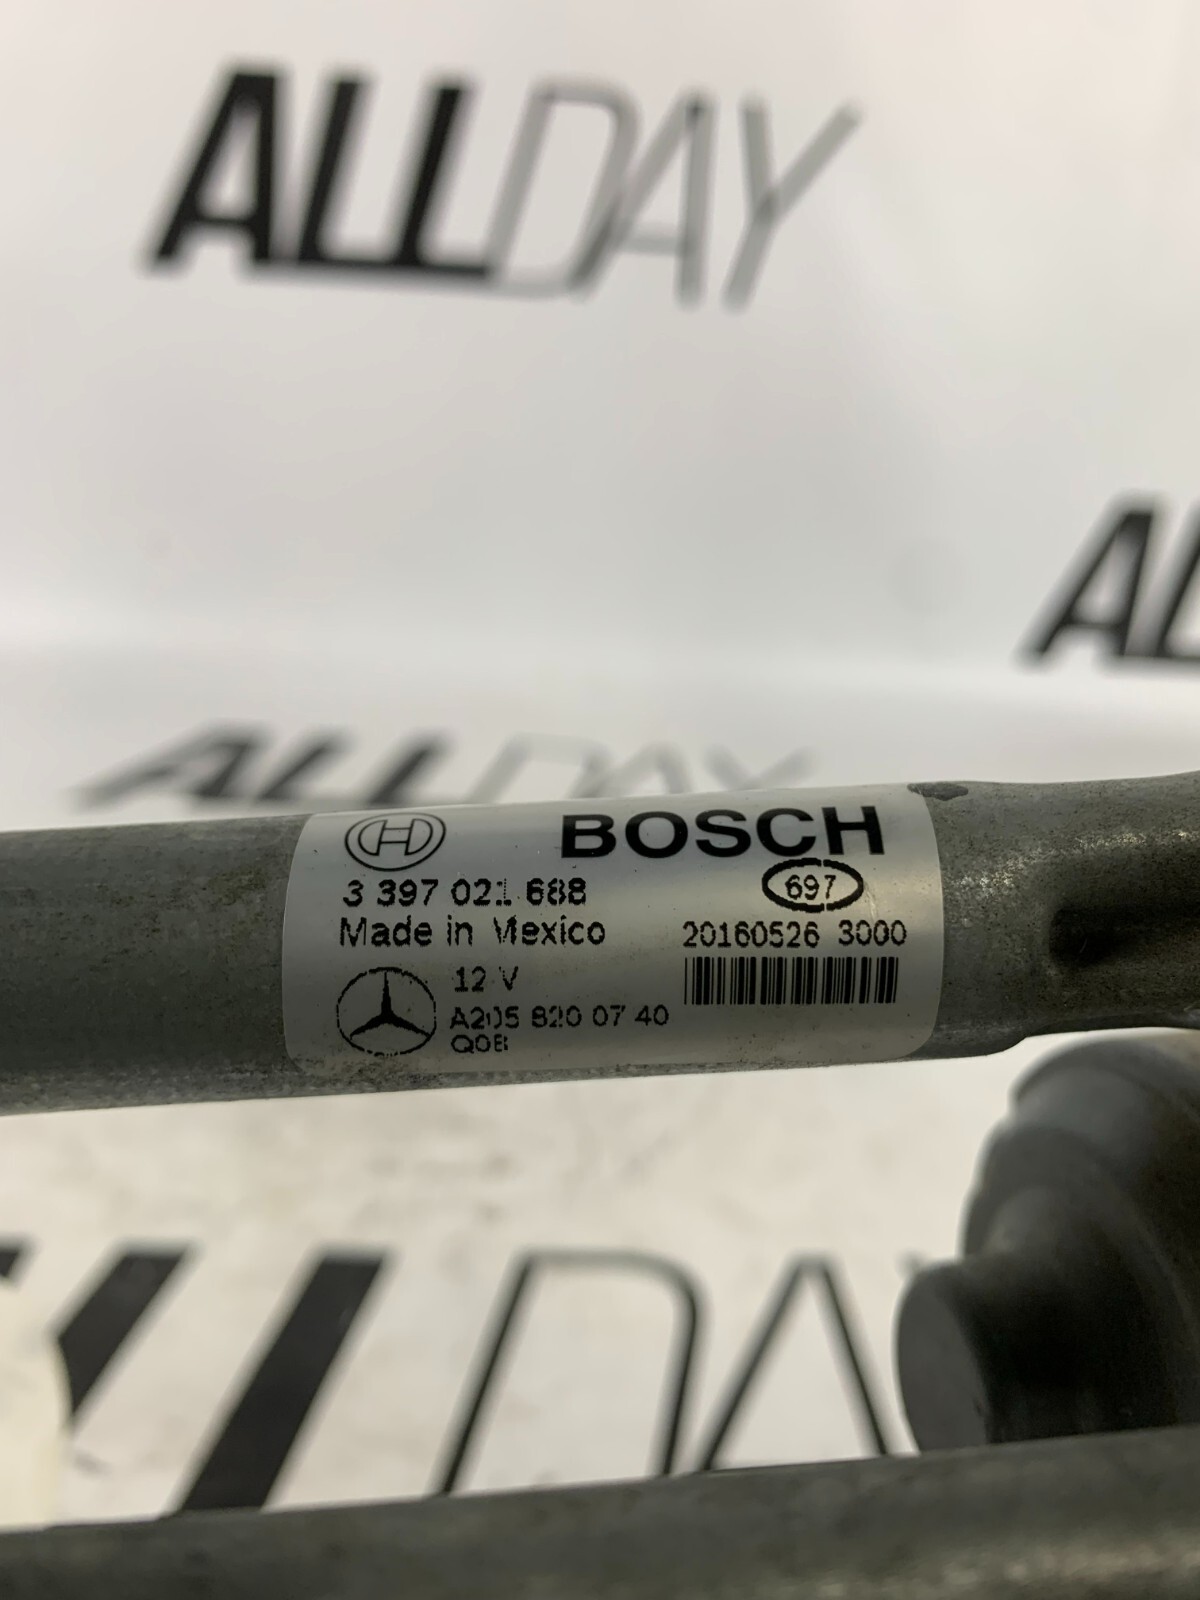 ALLDAY
AL
ALLDAY
BOSCH
3 397 021 688
697
Made in Mexico
20160526 3000
12 V
A205 820 07 40
Q0B